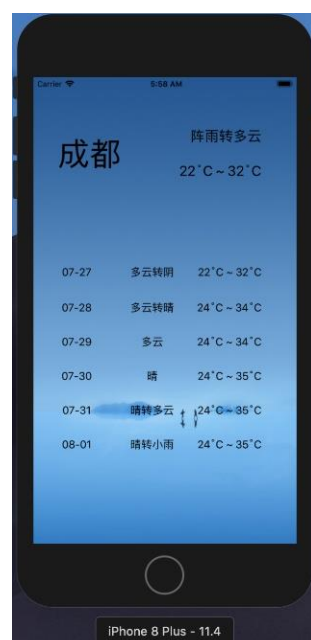 Carrier 5:58 AM
成都
阵雨转多云
22°C ~ 32°C
07-27 多云转阴 22°C ~ 32°C
07-28 多云转晴 24°C ~ 34°C
07-29 多云 24°C ~ 34°C
07-30 晴 24°C ~ 35°C
07-31 晴转多云 24°C ~ 35°C
08-01 晴转小雨 24°C ~ 35°C
iPhone 8 Plus - 11.4